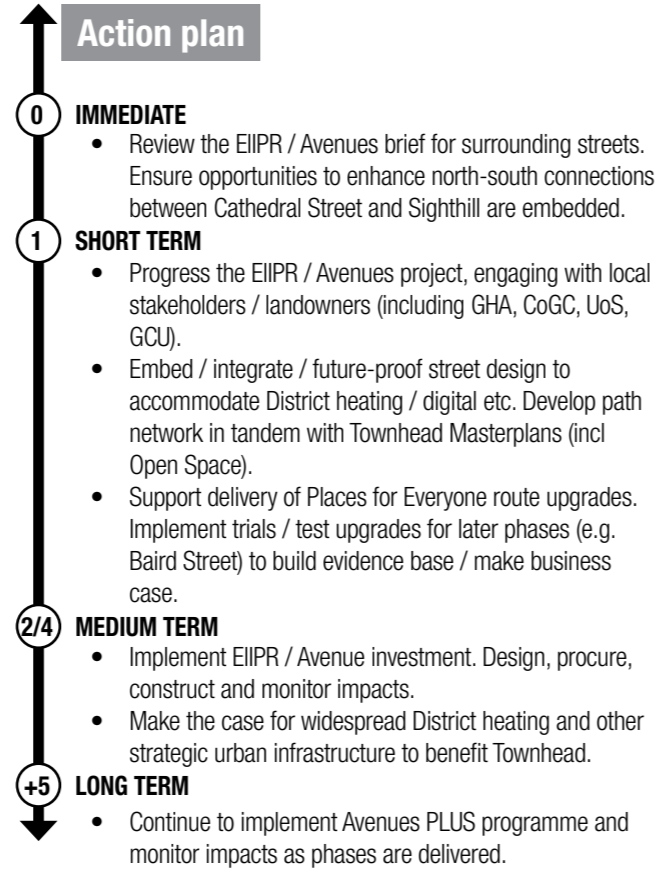 Action plan
0 IMMEDIATE
• Review the EIIPR / Avenues brief for surrounding streets.
Ensure opportunities to enhance north-south connections
between Cathedral Street and Sighthill are embedded.
1 SHORT TERM
• Progress the EIIPR / Avenues project, engaging with local
stakeholders / landowners (including GHA, CoGC, UoS,
GCU).
• Embed / integrate / future-proof street design to
accommodate District heating / digital etc. Develop path
network in tandem with Townhead Masterplans (incl
Open Space).
• Support delivery of Places for Everyone route upgrades.
Implement trials / test upgrades for later phases (e.g.
Baird Street) to build evidence base / make business
case.
2/4 MEDIUM TERM
• Implement EIIPR / Avenue investment. Design, procure,
construct and monitor impacts.
• Make the case for widespread District heating and other
strategic urban infrastructure to benefit Townhead.
+5 LONG TERM
• Continue to implement Avenues PLUS programme and
monitor impacts as phases are delivered.